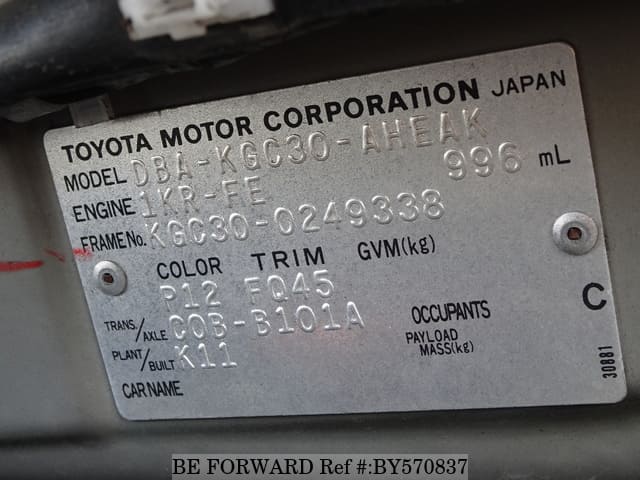 TOYOTA MOTOR CORPORATION JAPAN
MODEL DBA-KGC30-AHEAK
ENGINE 1KR-FE 996 mL
FRAME No. KGC30-0249338
COLOR TRIM GVM(kg)
P12 FQ45
TRANS./AXLE C0B-B101A OCCUPANTS
PLANT/BUILT K11 PAYLOAD MASS(kg)
CAR NAME
C
30881
BE FORWARD Ref #:BY570837